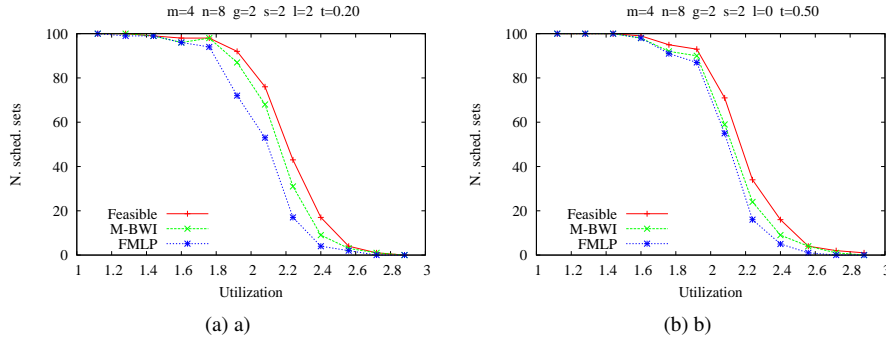 m=4 n=8 g=2 s=2 l=2 t=0.20
N. sched. sets
100
80
60
40
20
0
Feasible
M-BWI
FMLP
1 1.2 1.4 1.6 1.8 2 2.2 2.4 2.6 2.8 3
Utilization
(a) a)
m=4 n=8 g=2 s=2 l=0 t=0.50
N. sched. sets
100
80
60
40
20
0
Feasible
M-BWI
FMLP
1 1.2 1.4 1.6 1.8 2 2.2 2.4 2.6 2.8 3
Utilization
(b) b)